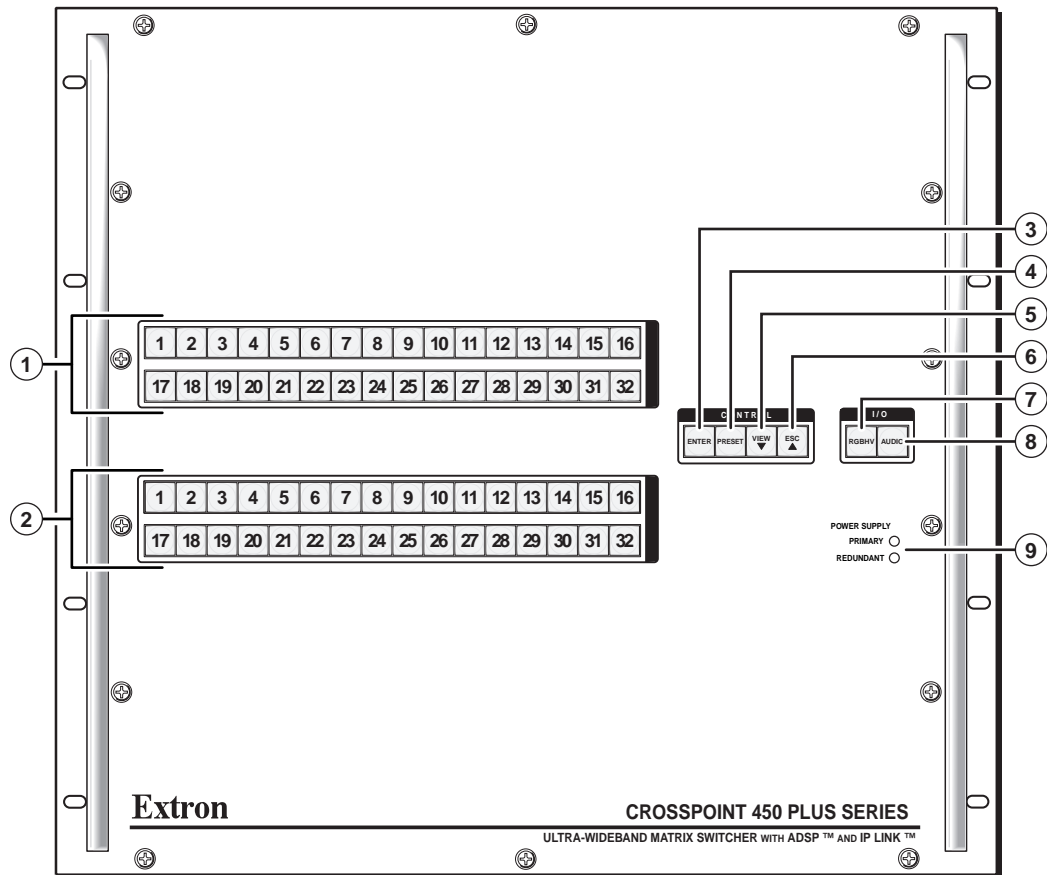 3
4
5
6
7
8
1
1 2 3 4 5 6 7 8 9 10 11 12 13 14 15 16
17 18 19 20 21 22 23 24 25 26 27 28 29 30 31 32
CONTROL
ENTER PRESET VIEW ESC
I/O
RGBHV AUDIO
2
1 2 3 4 5 6 7 8 9 10 11 12 13 14 15 16
17 18 19 20 21 22 23 24 25 26 27 28 29 30 31 32
POWER SUPPLY
PRIMARY
REDUNDANT
9
Extron
CROSSPOINT 450 PLUS SERIES
ULTRA-WIDEBAND MATRIX SWITCHER WITH ADSP ™ AND IP LINK ™